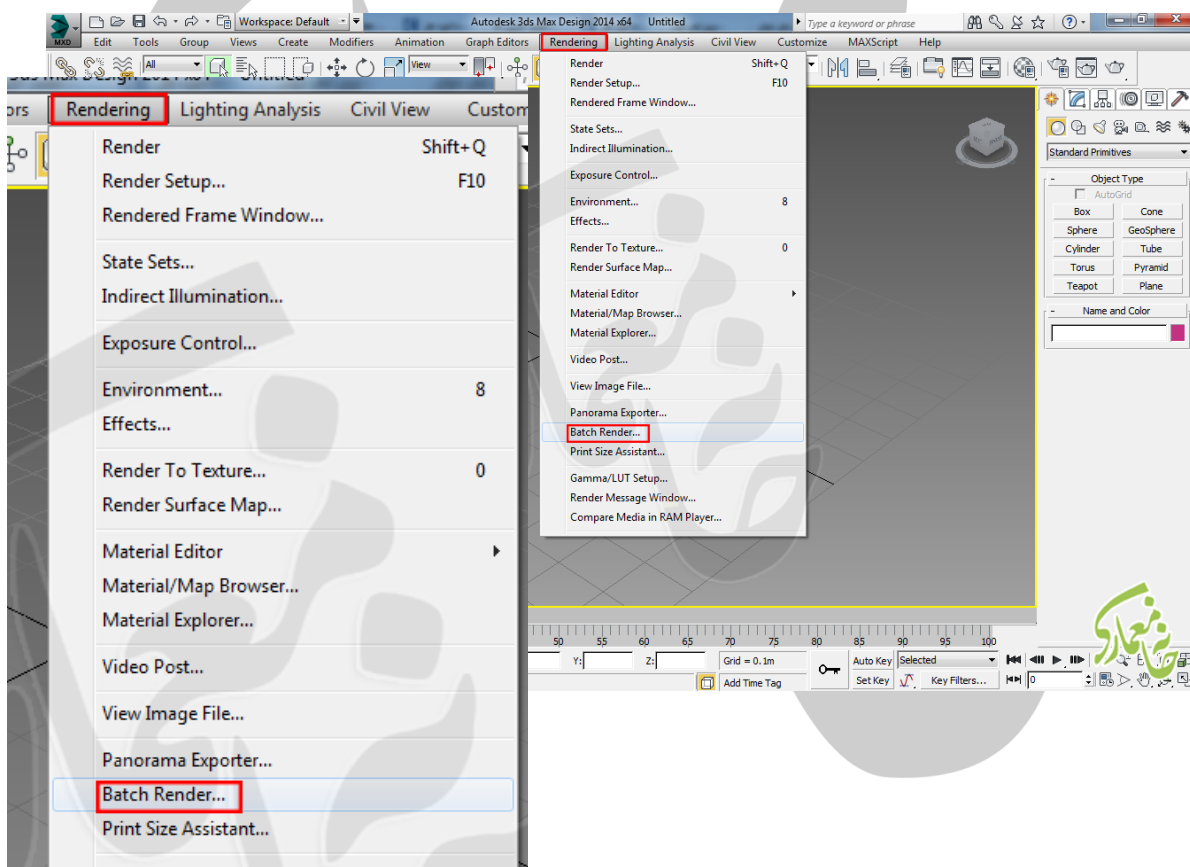 Workspace: Default
Autodesk 3ds Max Design 2014 x64 Untitled
Type a keyword or phrase
MXD
Edit Tools Group Views Create Modifiers Animation Graph Editors Rendering Lighting Analysis Civil View Customize MAXScript Help
All
View
Render Shift+Q
Render Setup... F10
Rendered Frame Window...
State Sets...
Indirect Illumination...
Exposure Control...
Environment... 8
Effects...
Render To Texture... 0
Render Surface Map...
Material Editor
Material/Map Browser...
Material Explorer...
Video Post...
View Image File...
Panorama Exporter...
Batch Render...
Print Size Assistant...
Gamma/LUT Setup...
Render Message Window...
Compare Media in RAM Player...
Standard Primitives
- Object Type
AutoGrid
Box Cone
Sphere GeoSphere
Cylinder Tube
Torus Pyramid
Teapot Plane
- Name and Color
ors Rendering Lighting Analysis Civil View Custom
Render Shift+Q
Render Setup... F10
Rendered Frame Window...
State Sets...
Indirect Illumination...
Exposure Control...
Environment... 8
Effects...
Render To Texture... 0
Render Surface Map...
Material Editor
Material/Map Browser...
Material Explorer...
Video Post...
View Image File...
Panorama Exporter...
Batch Render...
Print Size Assistant...
50 55 60 65 70 75 80 85 90 95 100
Y: Z: Grid = 0.1m Auto Key Selected
Add Time Tag Set Key Key Filters... 0